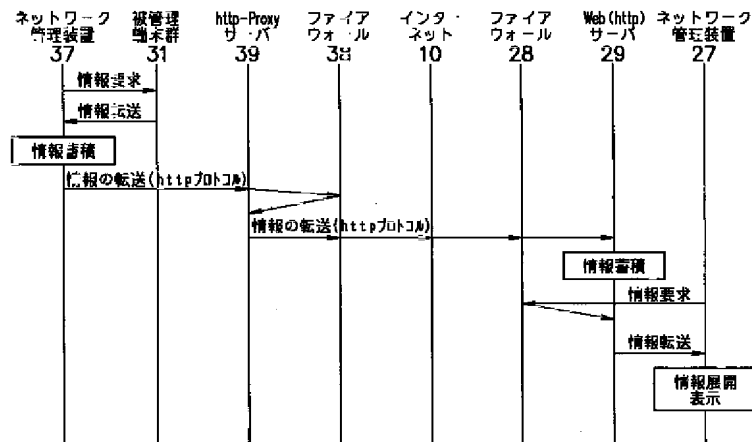 ネットワーク 被管理 http-Proxy ファイア インタ・ ファイア Web(http) ネットワーク
管理装置 端末群 サーバ ウォール ネット ウォール サーバ 管理装置
37 31 39 38 10 28 29 27
情報要求
情報転送
情報蓄積
情報の転送(httpプロトコル)
情報の転送(httpプロトコル)
情報蓄積
情報要求
情報転送
情報展開
表示